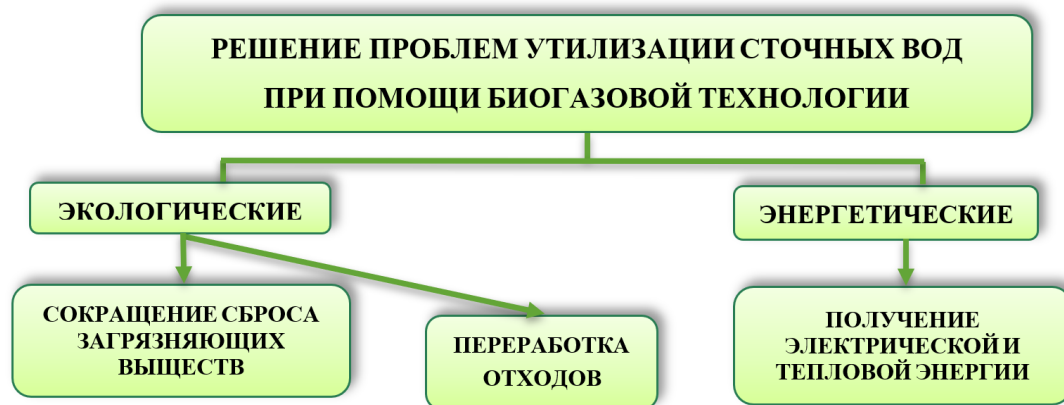 РЕШЕНИЕ ПРОБЛЕМ УТИЛИЗАЦИИ СТОЧНЫХ ВОД
ПРИ ПОМОЩИ БИОГАЗОВОЙ ТЕХНОЛОГИИ
ЭКОЛОГИЧЕСКИЕ
ЭНЕРГЕТИЧЕСКИЕ
СОКРАЩЕНИЕ СБРОСА
ЗАГРЯЗНЯЮЩИХ
ВЫЩЕСТВ
ПЕРЕРАБОТКА
ОТХОДОВ
ПОЛУЧЕНИЕ
ЭЛЕКТРИЧЕСКОЙ И
ТЕПЛОВОЙ ЭНЕРГИИ